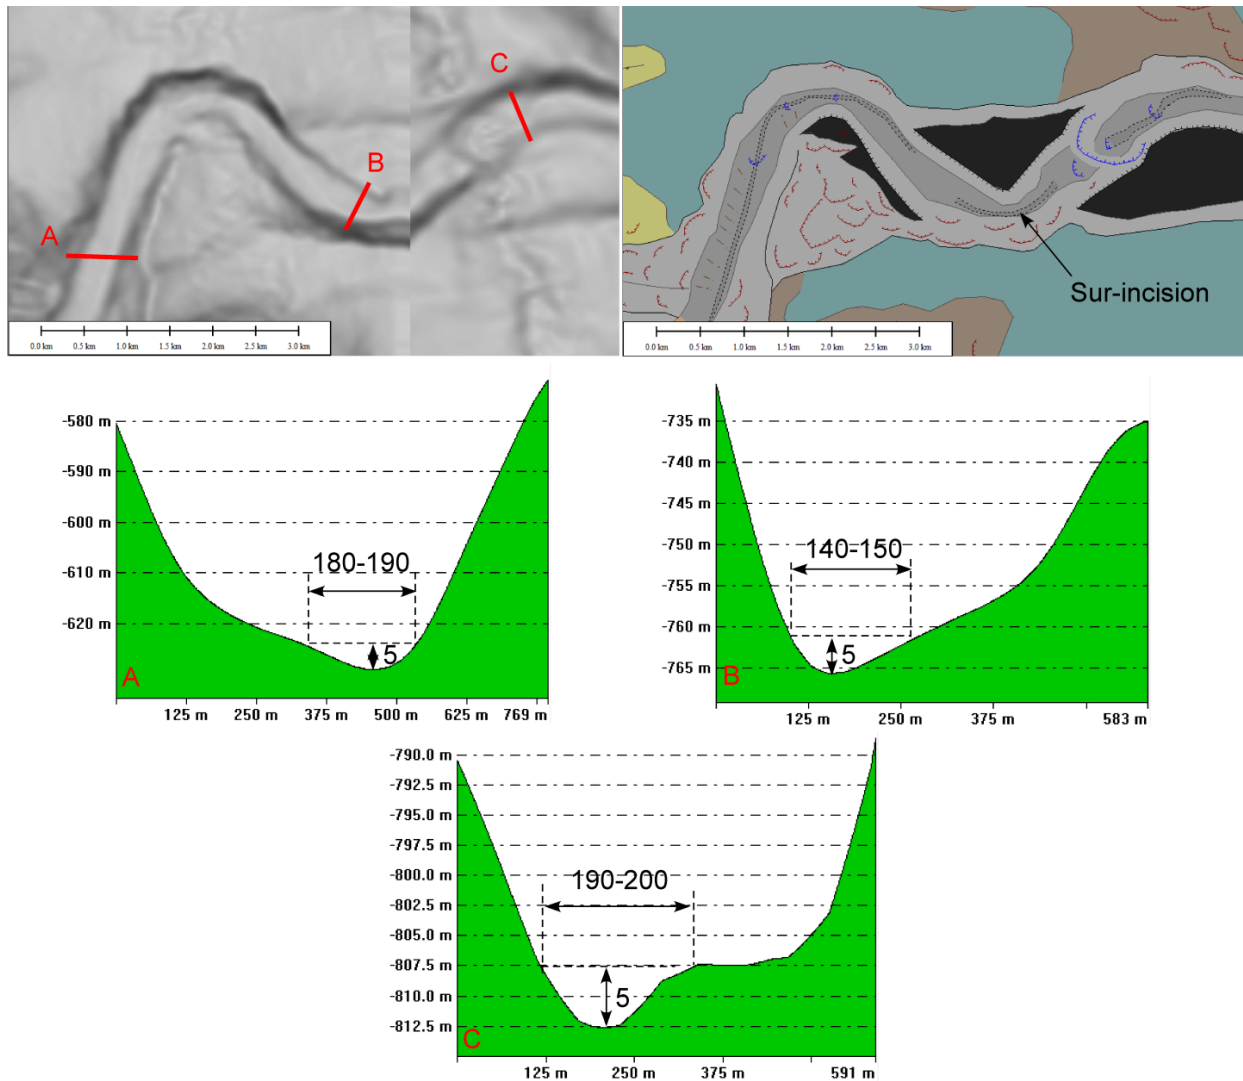 C
B
A
0.0 km 0.5 km 1.0 km 1.5 km 2.0 km 2.5 km 3.0 km
Sur-incision
0.0 km 0.5 km 1.0 km 1.5 km 2.0 km 2.5 km 3.0 km
-580 m
-590 m
-600 m
-610 m
-620 m
180-190
5
A
125 m 250 m 375 m 500 m 625 m 769 m
-735 m
-740 m
-745 m
-750 m
-755 m
-760 m
-765 m
140-150
5
B
125 m 250 m 375 m 583 m
-790.0 m
-792.5 m
-795.0 m
-797.5 m
-800.0 m
-802.5 m
-805.0 m
-807.5 m
-810.0 m
-812.5 m
190-200
5
C
125 m 250 m 375 m 591 m